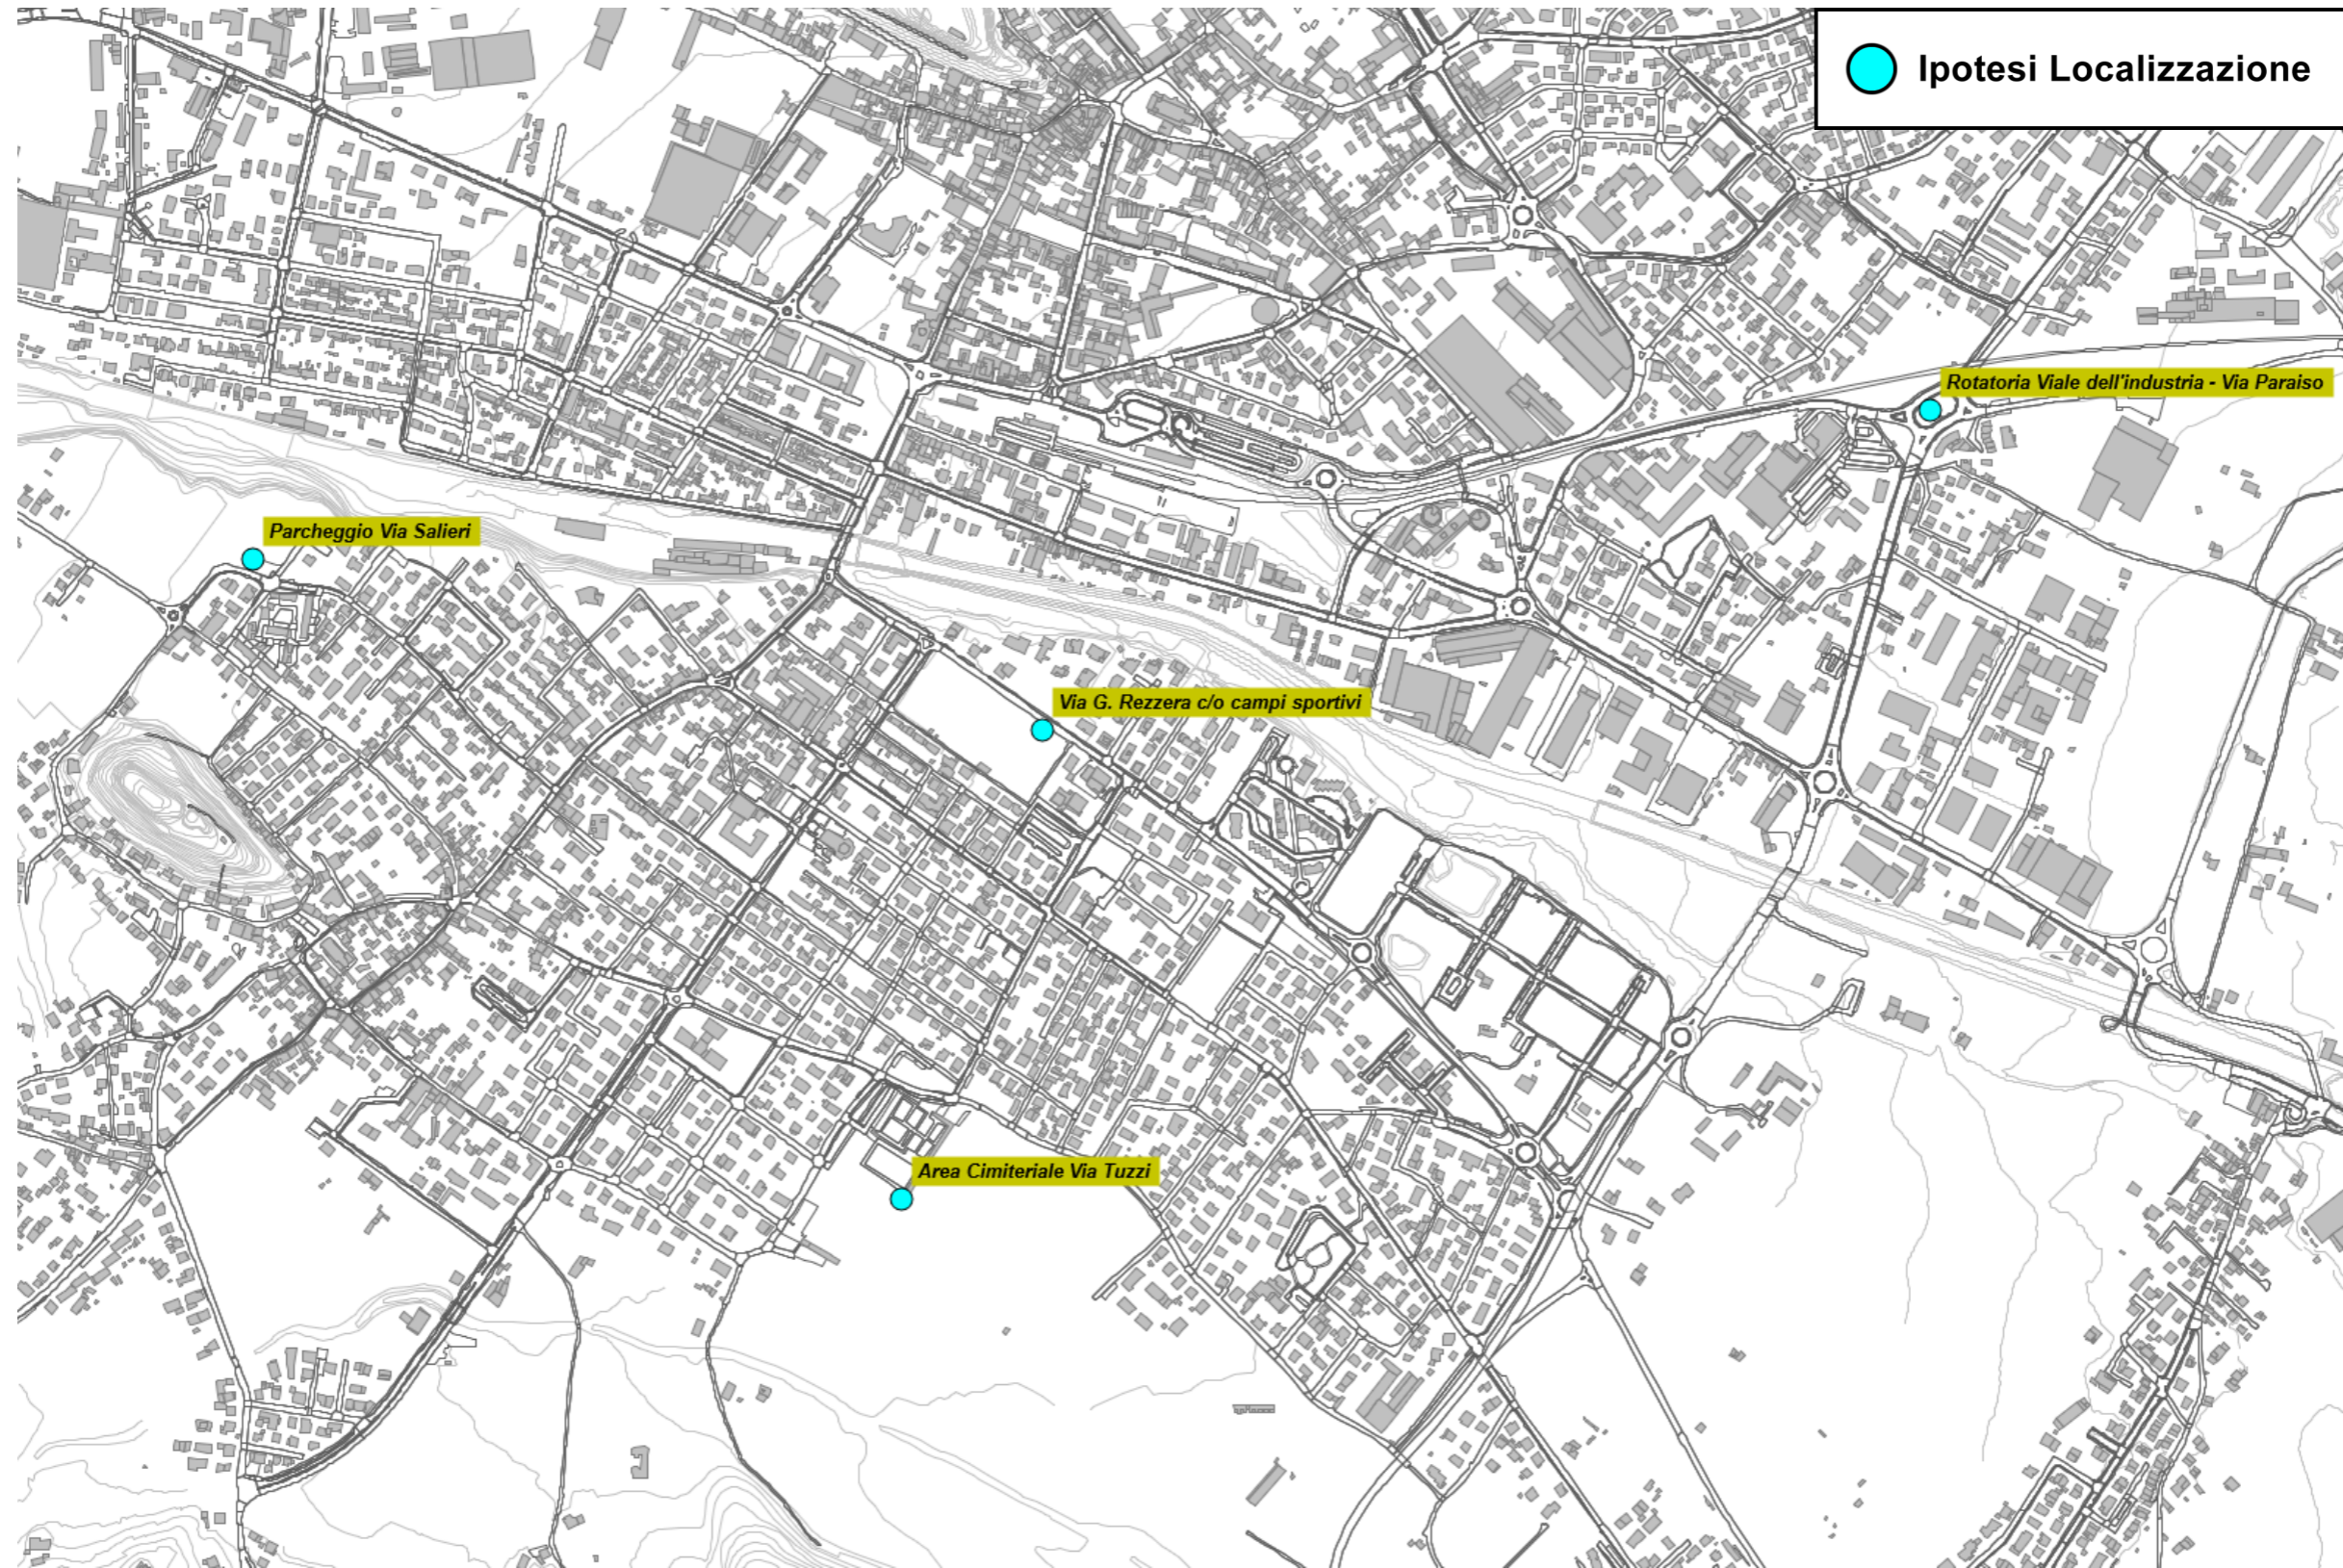 Ipotesi Localizzazione
Rotatoria Viale dell'industria - Via Paraiso
Parcheggio Via Salieri
Via G. Rezzera c/o campi sportivi
Area Cimiteriale Via Tuzzi